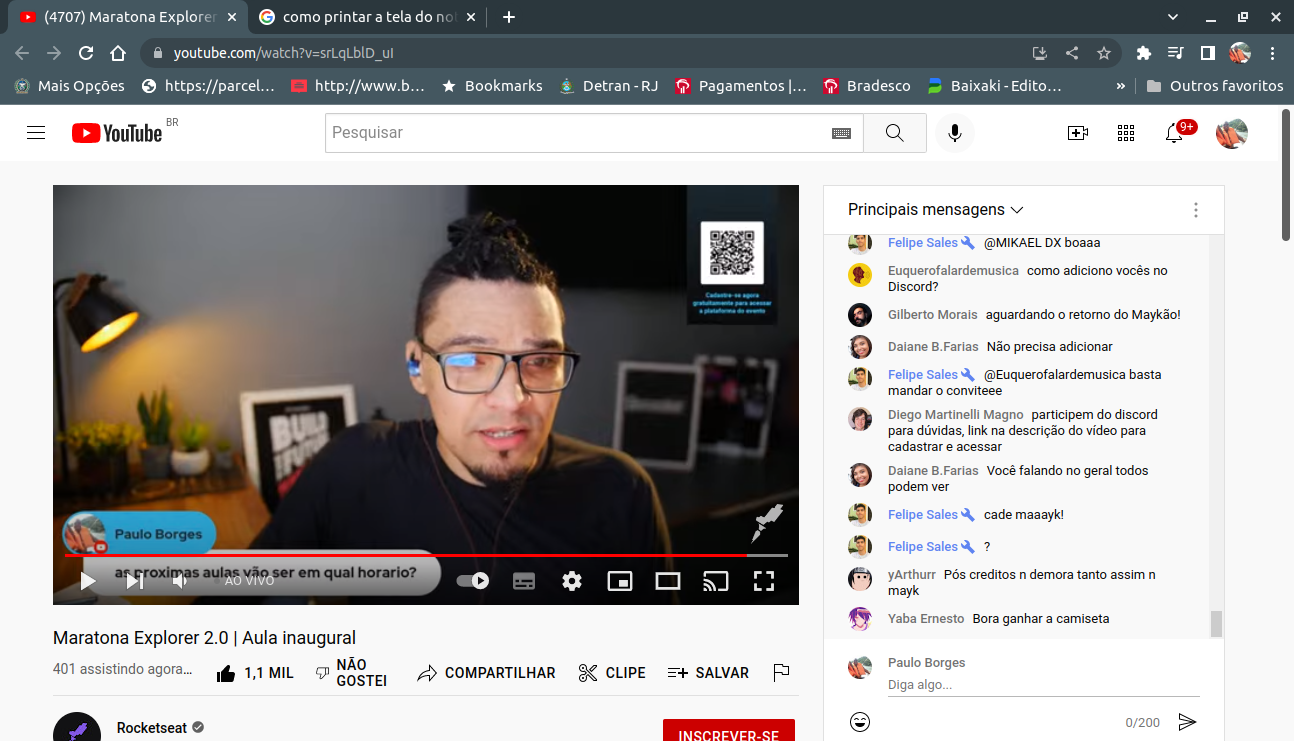 (4707) Maratona Explorer
como printar a tela do not
youtube.com/watch?v=srLqLblD_uI
Mais Opções
https://parcel…
http://www.b…
Bookmarks
Detran - RJ
Pagamentos |…
Bradesco
Baixaki - Edito…
»
Outros favoritos
YouTube BR
Pesquisar
9+
Cadastre-se agora
gratuitamente para acessar
a plataforma do evento
BUILD
Paulo Borges
as proximas aulas vão ser em qual horario?
AO VIVO
Maratona Explorer 2.0 | Aula inaugural
401 assistindo agora…
1,1 MIL
NÃO
GOSTEI
COMPARTILHAR
CLIPE
SALVAR
Rocketseat
INSCREVER-SE
Principais mensagens
Felipe Sales @MIKAEL DX boaaa
Euquerofalardemusica como adiciono vocês no
Discord?
Gilberto Morais aguardando o retorno do Maykão!
Daiane B.Farias Não precisa adicionar
Felipe Sales @Euquerofalardemusica basta
mandar o conviteee
Diego Martinelli Magno participem do discord
para dúvidas, link na descrição do vídeo para
cadastrar e acessar
Daiane B.Farias Você falando no geral todos
podem ver
Felipe Sales cade maaayk!
Felipe Sales ?
yArthurr Pós creditos n demora tanto assim n
mayk
Yaba Ernesto Bora ganhar a camiseta
Paulo Borges
Diga algo...
0/200